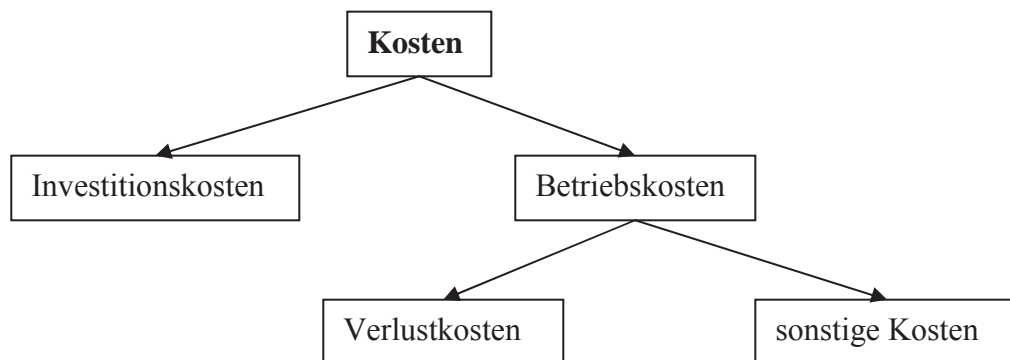 Kosten
Investitionskosten
Betriebskosten
Verlustkosten
sonstige Kosten